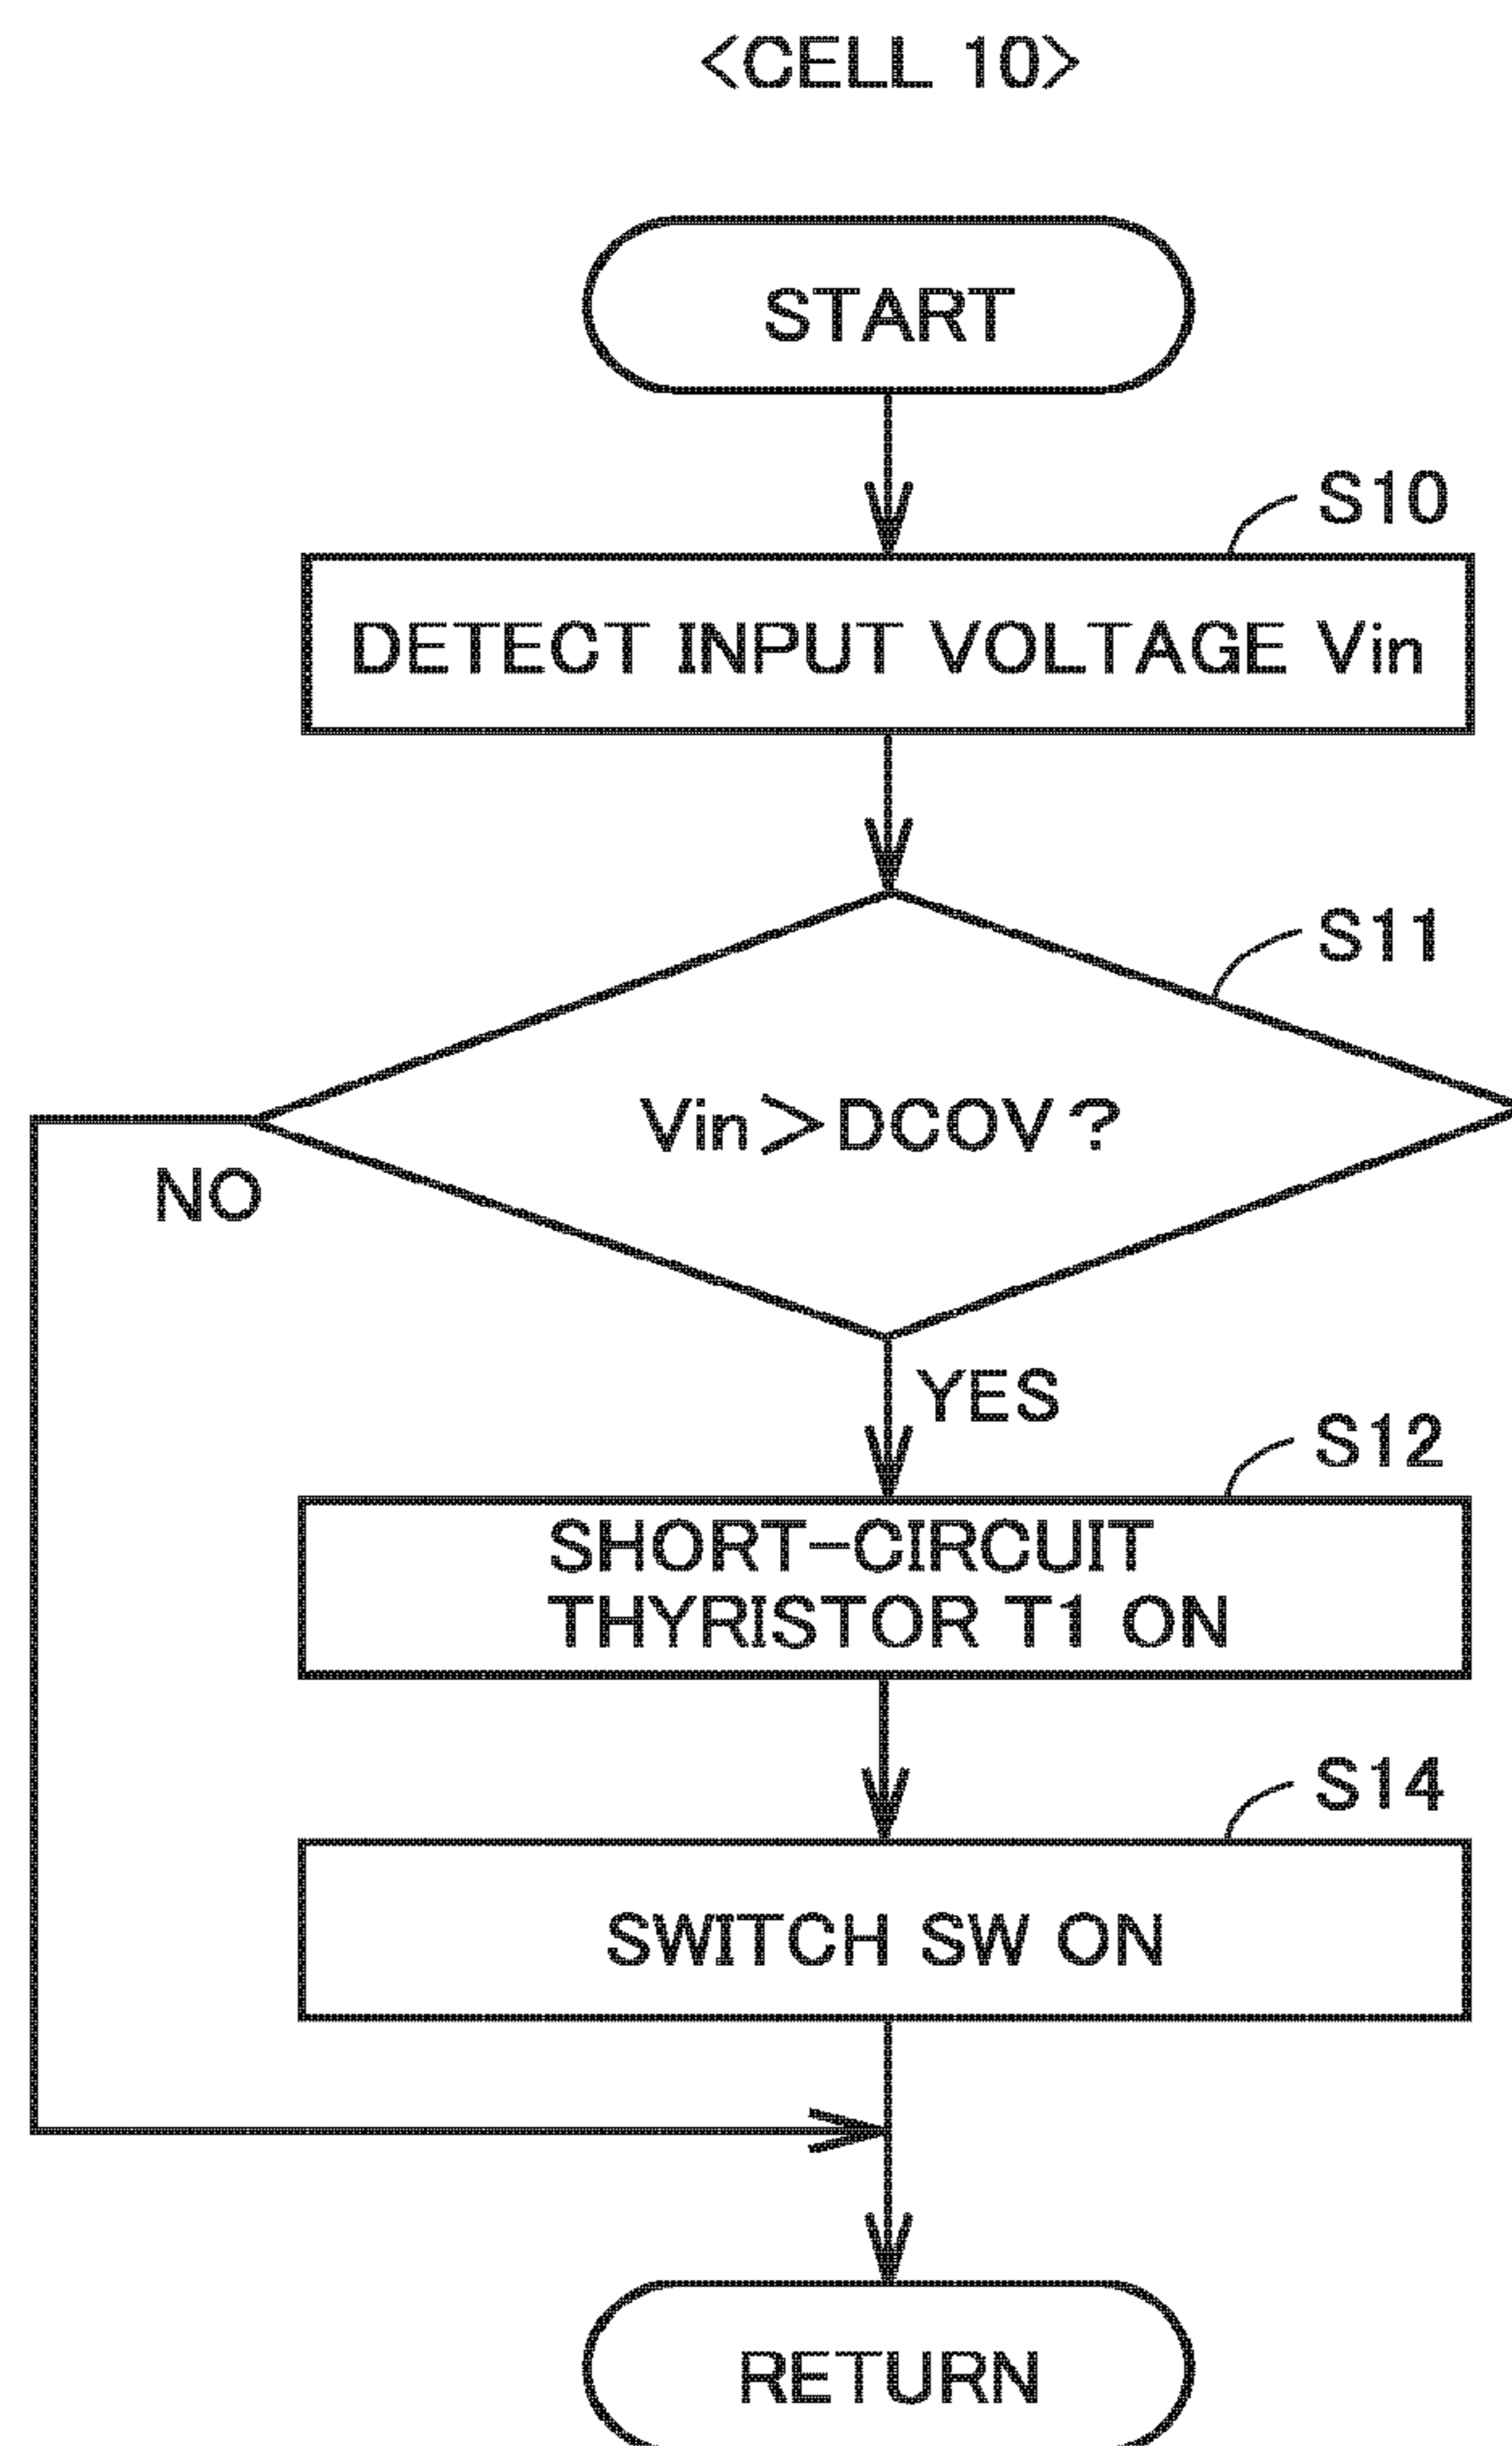 <CELL 10>
START
S10
DETECT INPUT VOLTAGE Vin
S11
Vin>DCOV?
NO
YES
S12
SHORT-CIRCUIT
THYRISTOR T1 ON
S14
SWITCH SW ON
RETURN